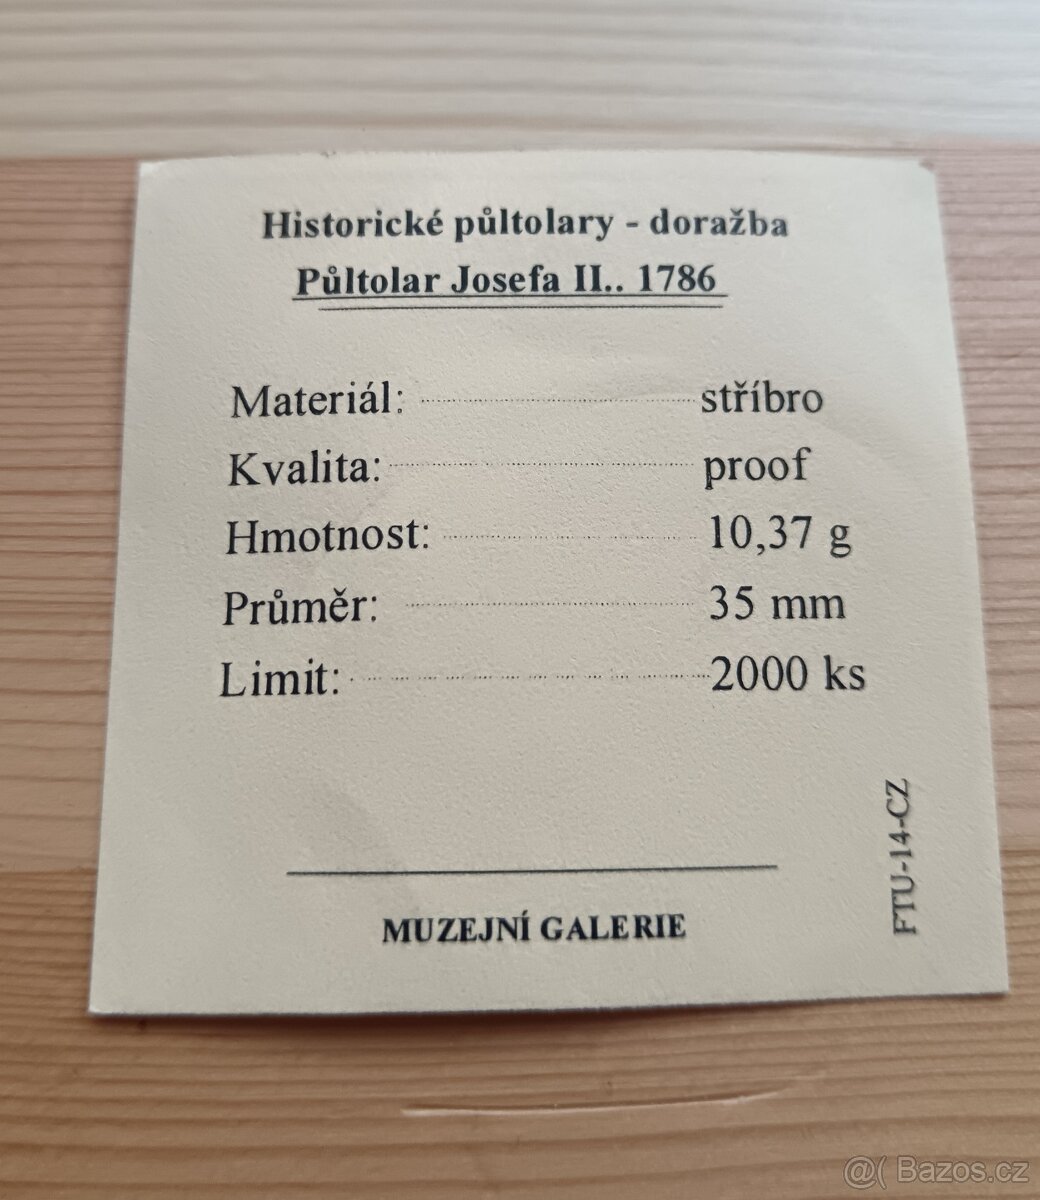 Historické půltolary - doražba
Půltolar Josefa II.. 1786
Materiál: stříbro
Kvalita: proof
Hmotnost: 10,37 g
Průměr: 35 mm
Limit: 2000 ks
FTU-14-CZ
MUZEJNÍ GALERIE
@( Bazos.cz